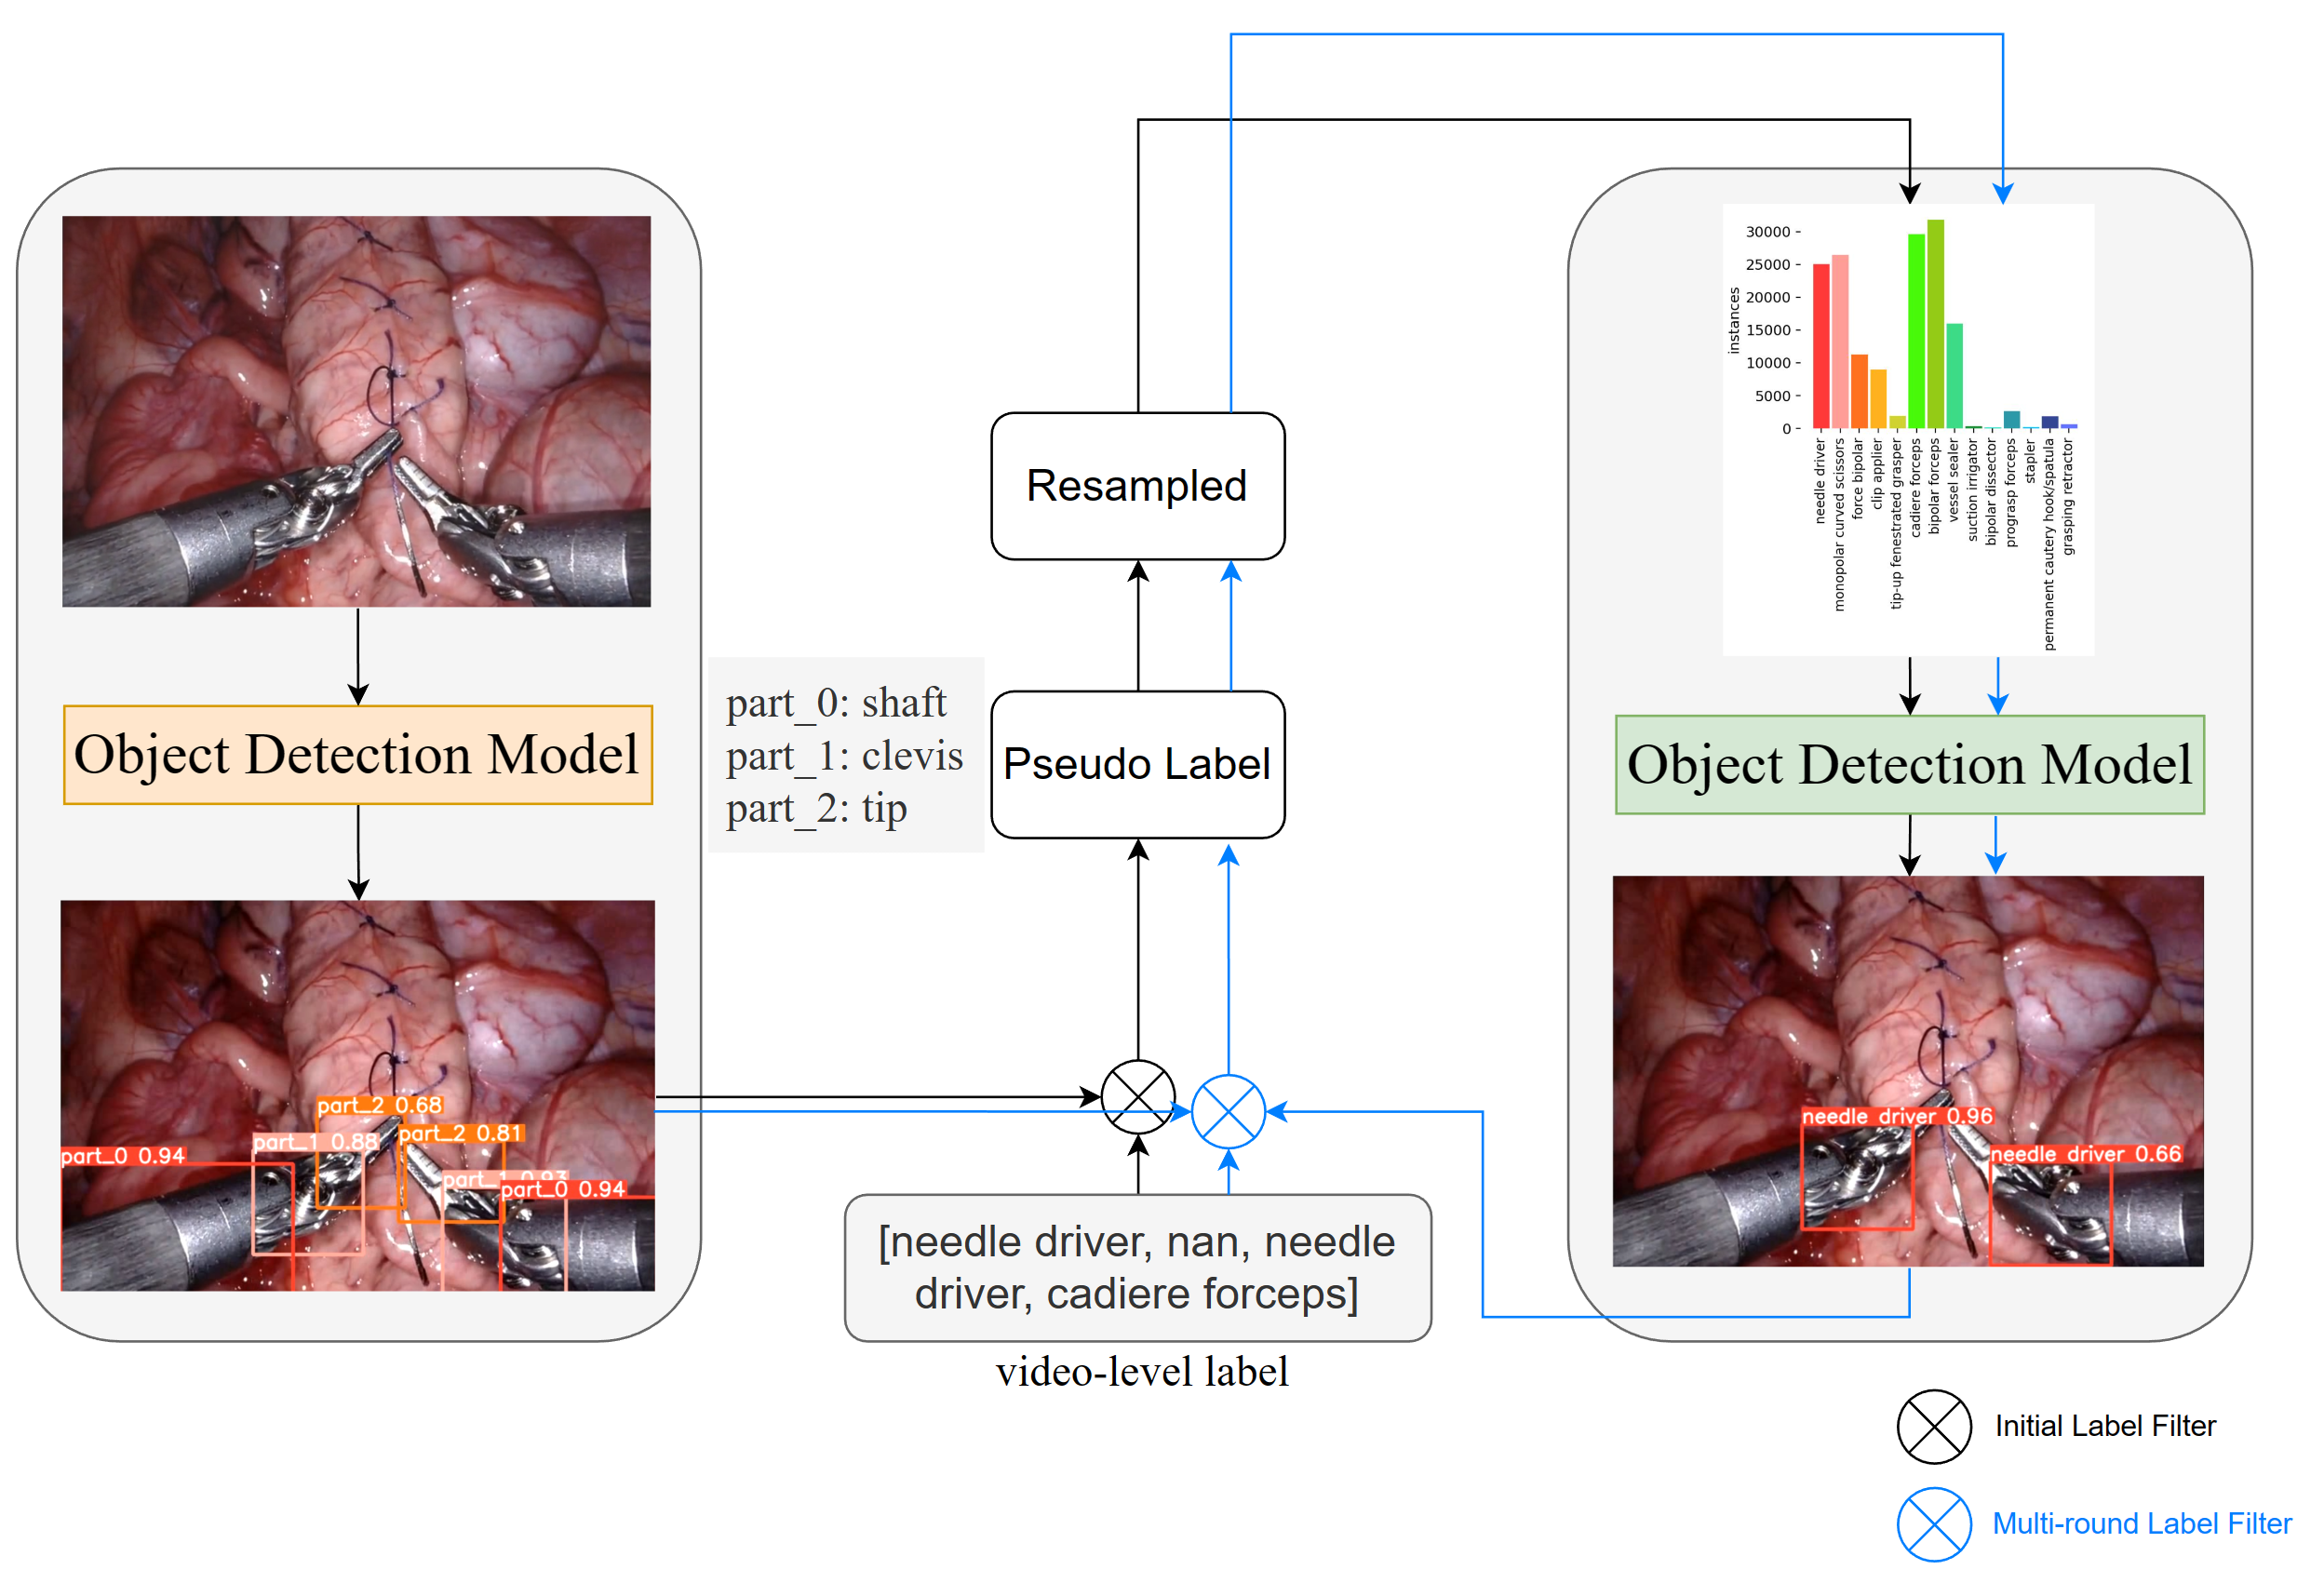 Object Detection Model
part_2 0.68
part_2 0.81
part_1 0.88
part_0 0.94
part_1 0.93
part_0 0.94
part_0: shaft
part_1: clevis
part_2: tip
Resampled
Pseudo Label
[needle driver, nan, needle
driver, cadiere forceps]
video-level label
instances
30000
25000
20000
15000
10000
5000
0
needle driver
monopolar curved scissors
force bipolar
clip applier
tip-up fenestrated grasper
cadiere forceps
bipolar forceps
vessel sealer
suction irrigator
bipolar dissector
prograsp forceps
stapler
permanent cautery hook/spatula
grasping retractor
Object Detection Model
needle driver 0.96
needle driver 0.66
Initial Label Filter
Multi-round Label Filter